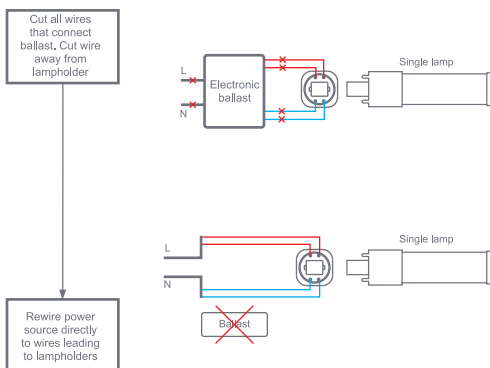 Cut all wires
that connect
ballast. Cut wire
away from
lampholder
L
N
Electronic
ballast
Single lamp
L
N
Single lamp
Ballast
Rewire power
source directly
to wires leading
to lampholders